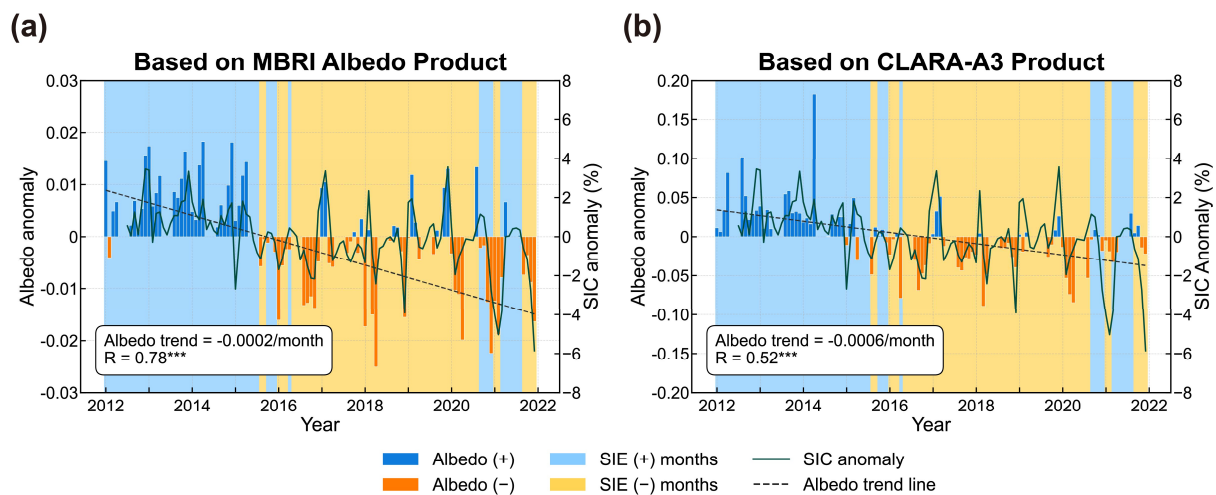 (a)
Based on MBRI Albedo Product
Albedo anomaly
0.03
0.02
0.01
0
-0.01
-0.02
-0.03
8
6
4
2
0
−2
−4
−6
−8
SIC anomaly (%)
Albedo trend = -0.0002/month
R = 0.78***
2012 2014 2016 2018 2020 2022
Year
(b)
Based on CLARA-A3 Product
Albedo anomaly
0.20
0.15
0.10
0.05
0
-0.05
-0.10
-0.15
-0.20
8
6
4
2
0
−2
−4
−6
−8
SIC anomaly (%)
Albedo trend = -0.0006/month
R = 0.52***
2012 2014 2016 2018 2020 2022
Year
Albedo (+) SIE (+) months SIC anomaly
Albedo (−) SIE (−) months Albedo trend line